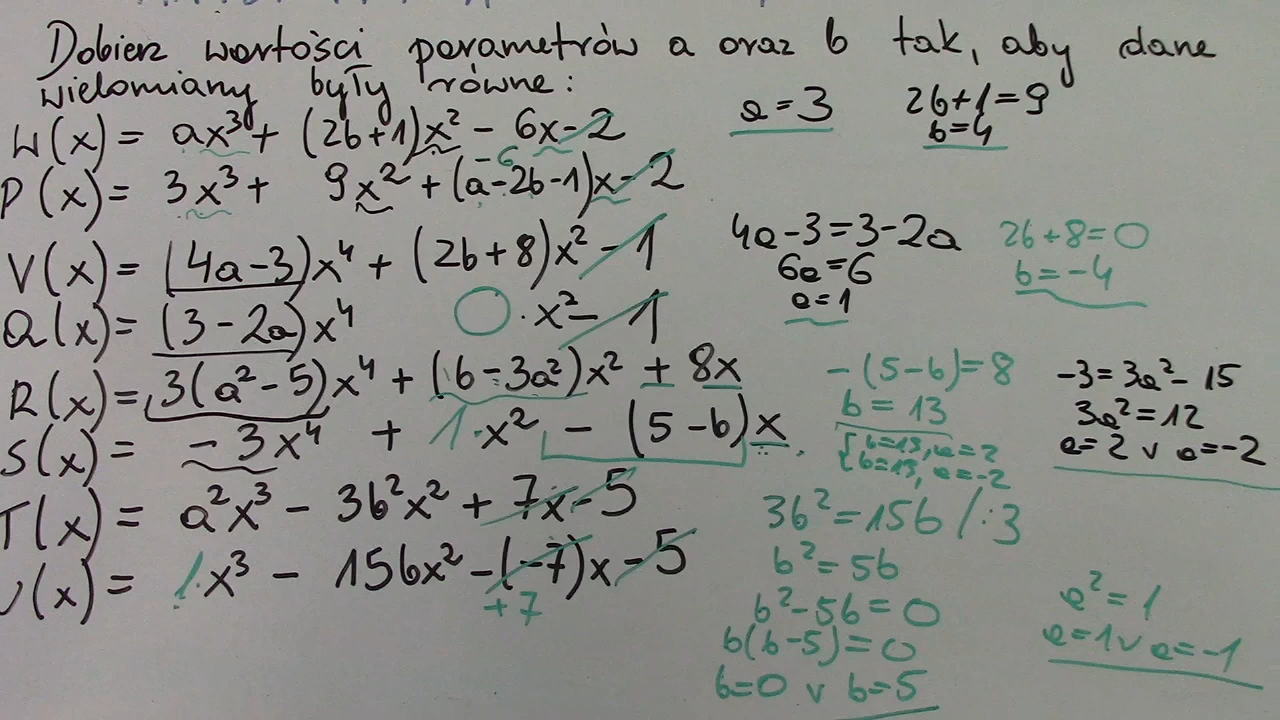 Dobierz wartości parametrów a oraz b tak, aby dane
wielomiany były równe:
W(x) = ax³ + (2b+1)x² - 6x - 2
-6
P(x) = 3x³ + 9x² + (a-2b-1)x - 2
V(x) = (4a-3)x⁴ + (2b+8)x² - 1
Q(x) = (3-2a)x⁴ 0·x² - 1
R(x) = 3(a²-5)x⁴ + (b-3a²)x² + 8x
S(x) = -3x⁴ + 1·x² - (5-b)x
T(x) = a²x³ - 3b²x² + 7x - 5
U(x) = 1·x³ - 15bx² - (-7)x - 5
+7
a = 3
2b+1=9
b=4
4a-3=3-2a
6a=6
a=1
2b+8=0
b=-4
-(5-b)=8
b = 13
{b=13, a=2
{b=13, a=-2
-3=3a²-15
3a²=12
a=2 v a=-2
3b²=15b /:3
b²=5b
b²-5b=0
b(b-5)=0
b=0 v b=5
a²=1
a=1 v a=-1